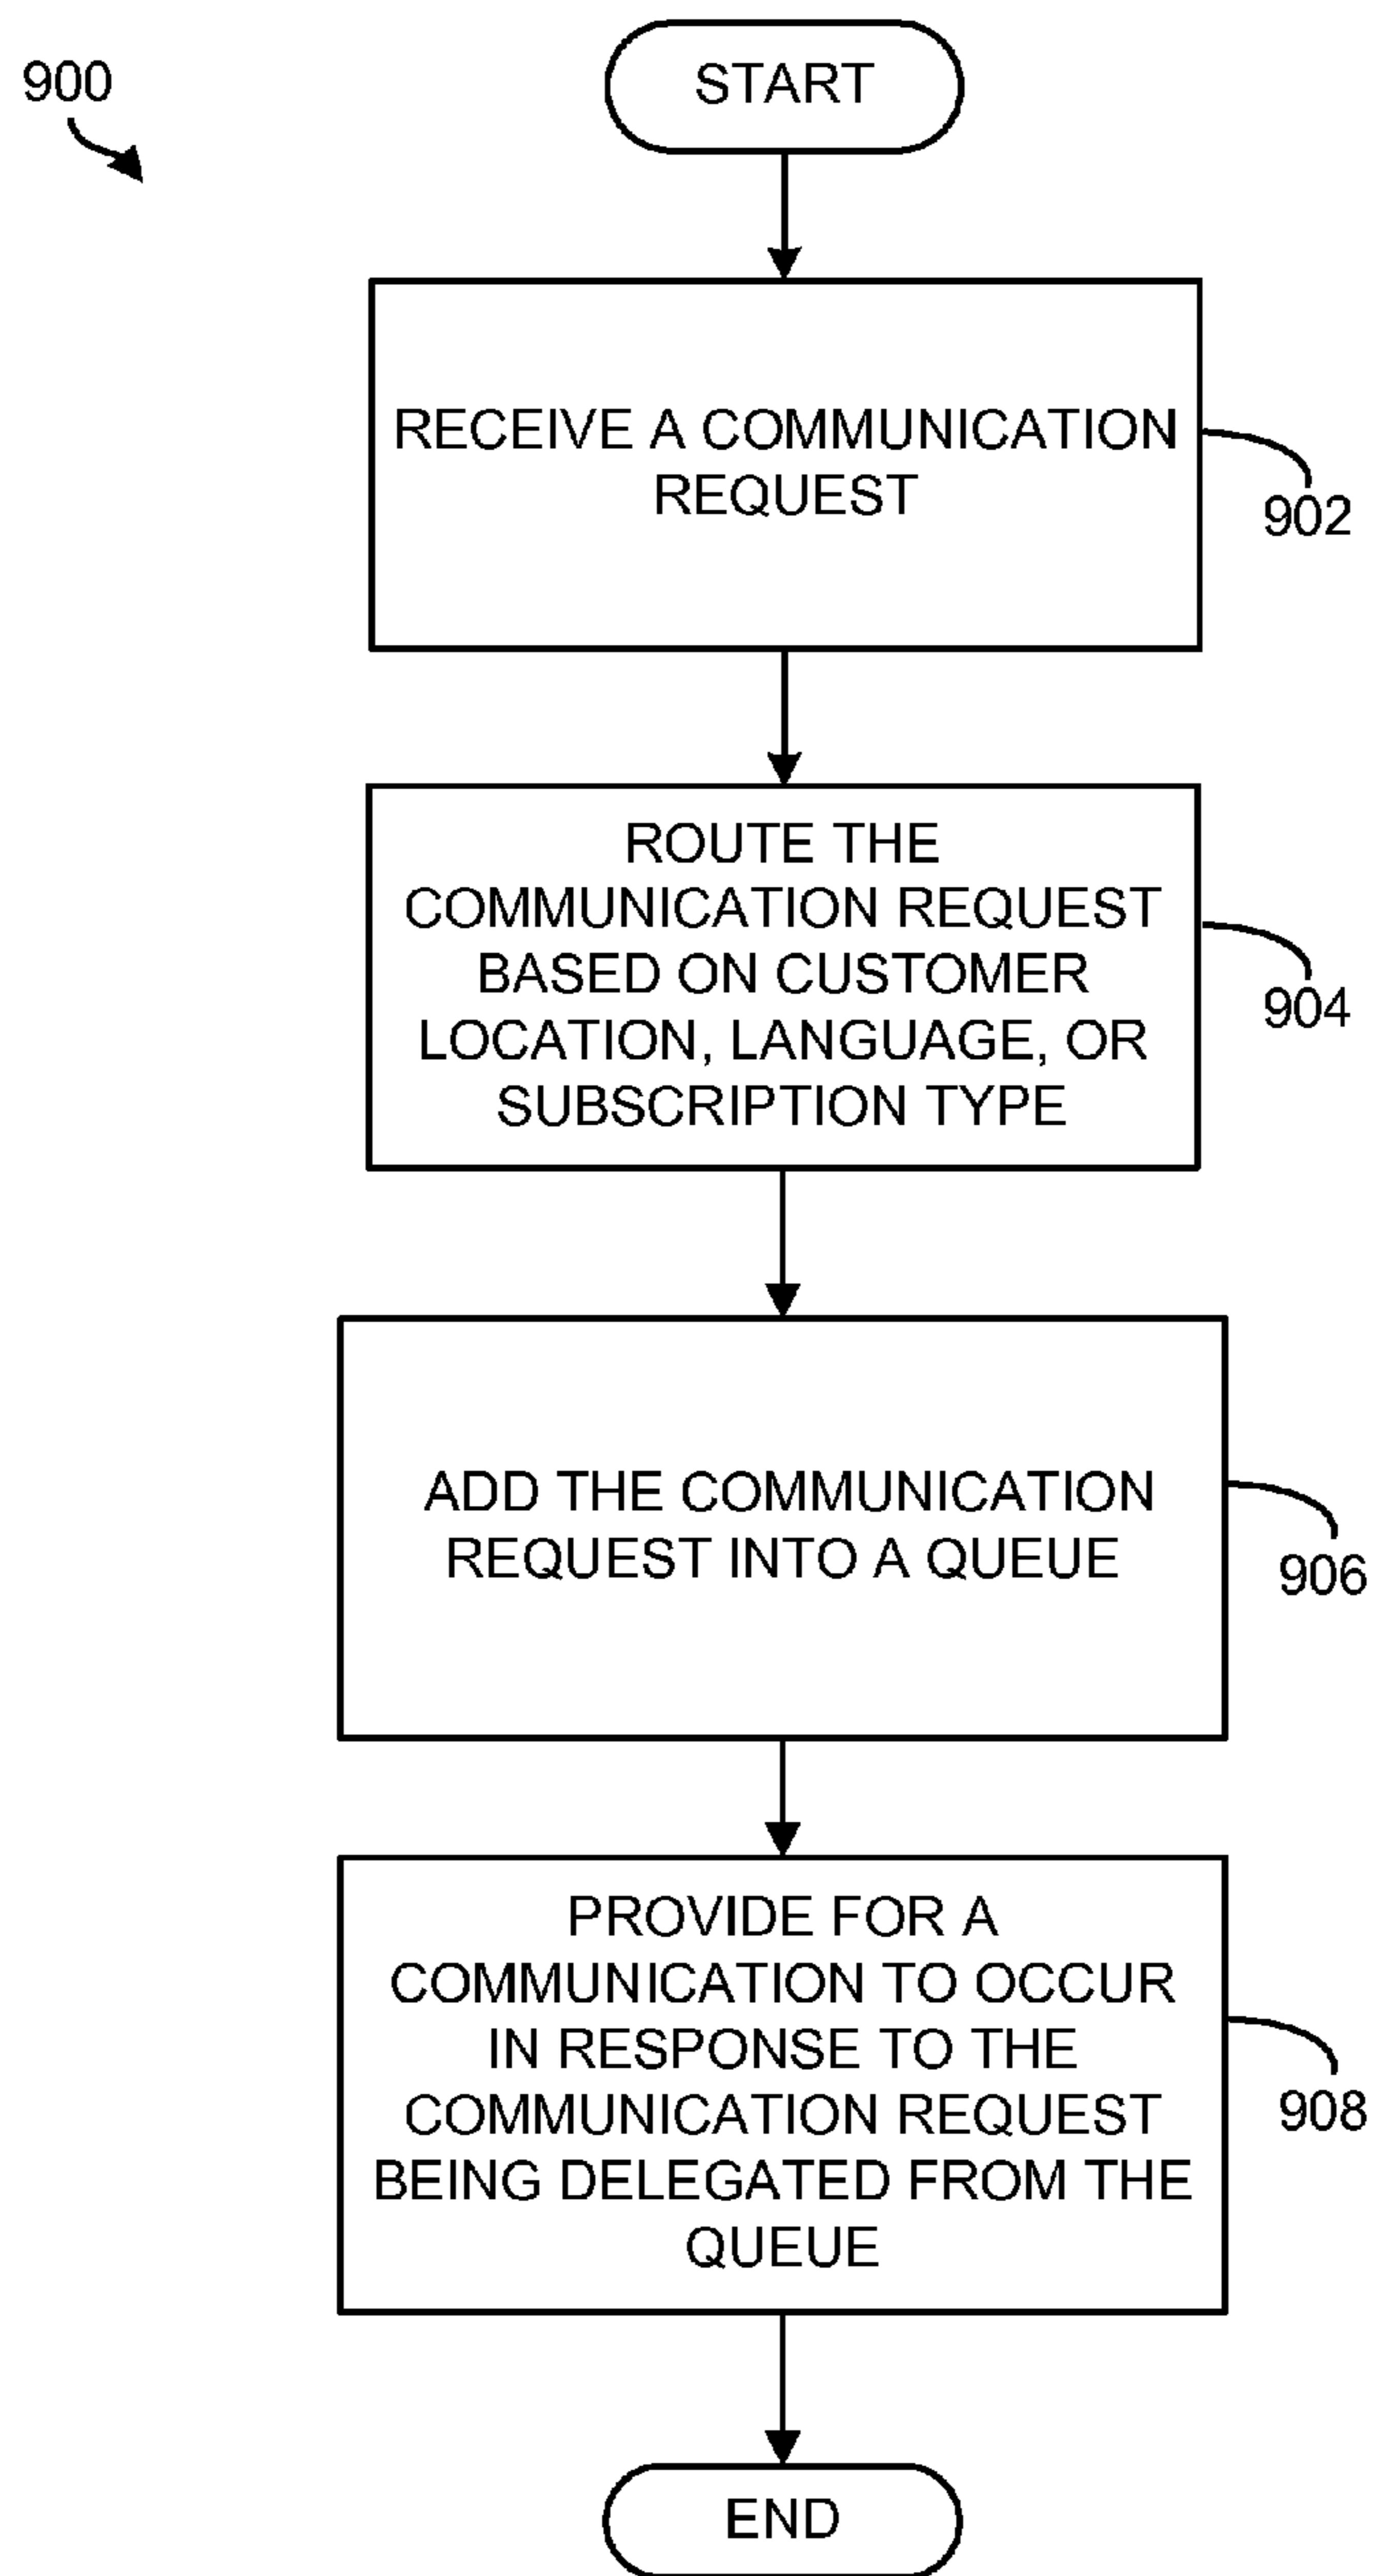 900
START
RECEIVE A COMMUNICATION
REQUEST
902
ROUTE THE
COMMUNICATION REQUEST
BASED ON CUSTOMER
LOCATION, LANGUAGE, OR
SUBSCRIPTION TYPE
904
ADD THE COMMUNICATION
REQUEST INTO A QUEUE
906
PROVIDE FOR A
COMMUNICATION TO OCCUR
IN RESPONSE TO THE
COMMUNICATION REQUEST
BEING DELEGATED FROM THE
QUEUE
908
END